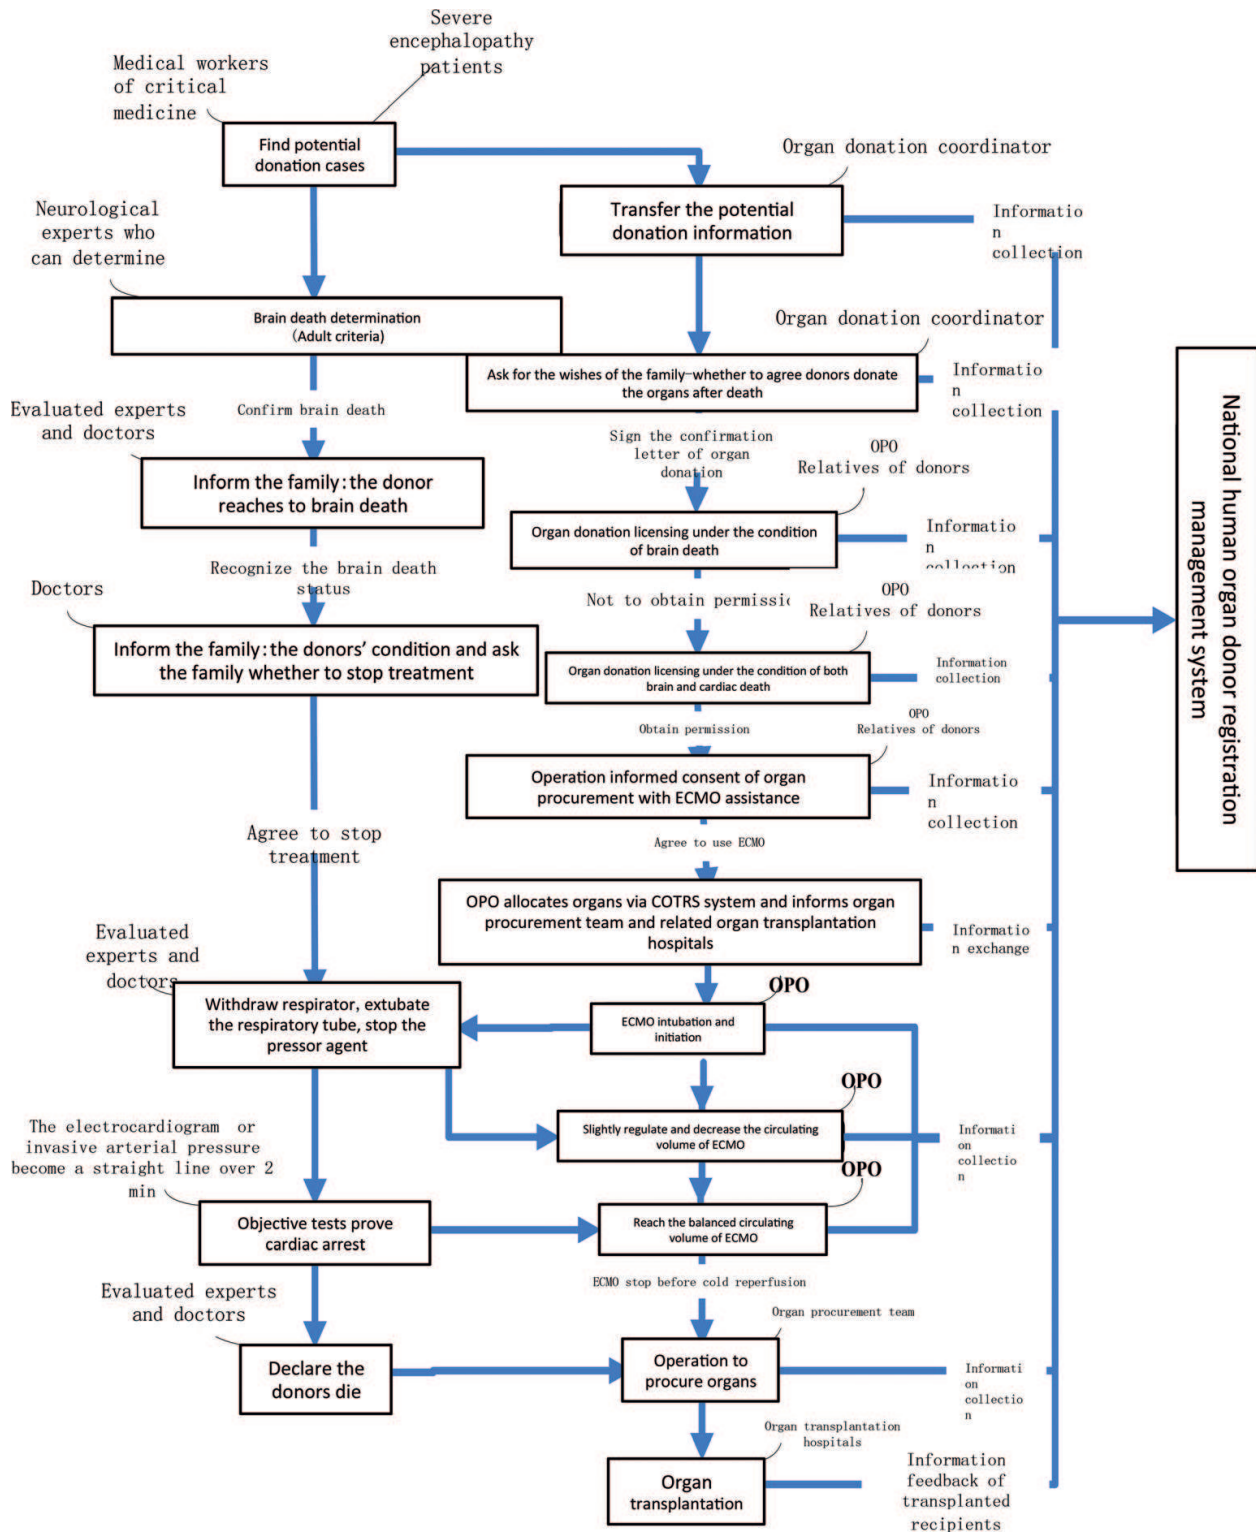 Severe
encephalopathy
patients
Medical workers
of critical
medicine
Find potential
donation cases
Organ donation coordinator
Transfer the potential
donation information
Informatio
n
collection
Neurological
experts who
can determine
Brain death determination
(Adult criteria)
Organ donation coordinator
Ask for the wishes of the family-whether to agree donors donate
the organs after death
Informatio
n
collection
Confirm brain death
Evaluated experts
and doctors
Inform the family: the donor
reaches to brain death
Sign the confirmation
letter of organ
donation
OPO
Relatives of donors
Organ donation licensing under the condition
of brain death
Informatio
n
collection
Recognize the brain death
status
Doctors
Inform the family: the donors' condition and ask
the family whether to stop treatment
Not to obtain permissi
OPO
Relatives of donors
Organ donation licensing under the condition of both
brain and cardiac death
Information
collection
Obtain permission
OPO
Relatives of donors
Operation informed consent of organ
procurement with ECMO assistance
Informatio
n
collection
Agree to stop
treatment
Agree to use ECMO
OPO allocates organs via COTRS system and informs organ
procurement team and related organ transplantation
hospitals
Informatio
n exchange
Evaluated
experts and
doctors
Withdraw respirator, extubate
the respiratory tube, stop the
pressor agent
OPO
ECMO intubation and
initiation
OPO
Slightly regulate and decrease the circulating
volume of ECMO
Informati
on
collectio
n
The electrocardiogram or
invasive arterial pressure
become a straight line over 2
min
Objective tests prove
cardiac arrest
OPO
Reach the balanced circulating
volume of ECMO
ECMO stop before cold reperfusion
Evaluated experts
and doctors
Declare the
donors die
Organ procurement team
Operation to
procure organs
Informati
on
collectio
n
Organ transplantation
hospitals
Organ
transplantation
Information
feedback of
transplanted
recipients
National human organ donor registration
management system